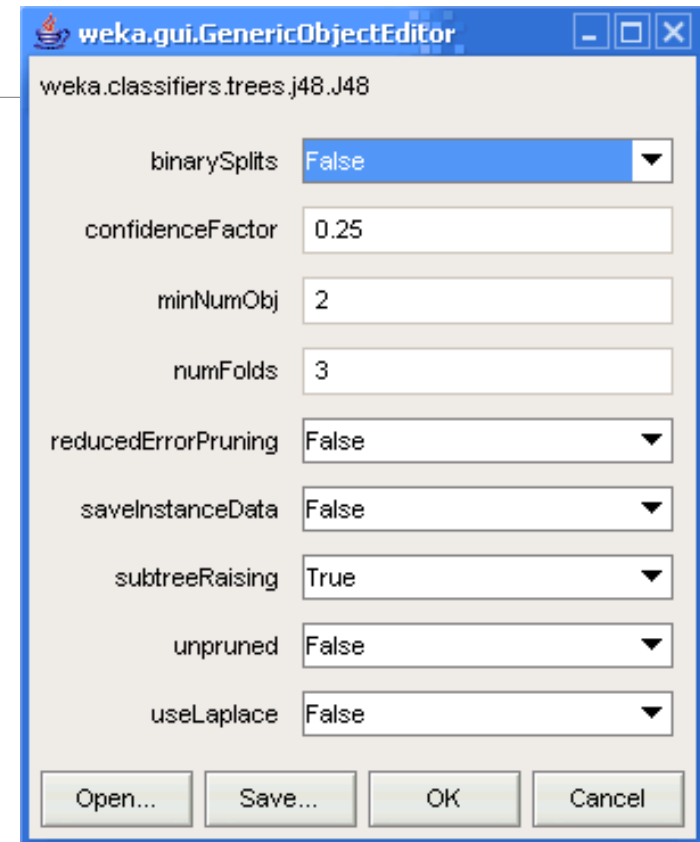 weka.gui.GenericObjectEditor
weka.classifiers.trees.j48.J48
binarySplits False
confidenceFactor 0.25
minNumObj 2
numFolds 3
reducedErrorPruning False
saveInstanceData False
subtreeRaising True
unpruned False
useLaplace False
Open... Save... OK Cancel